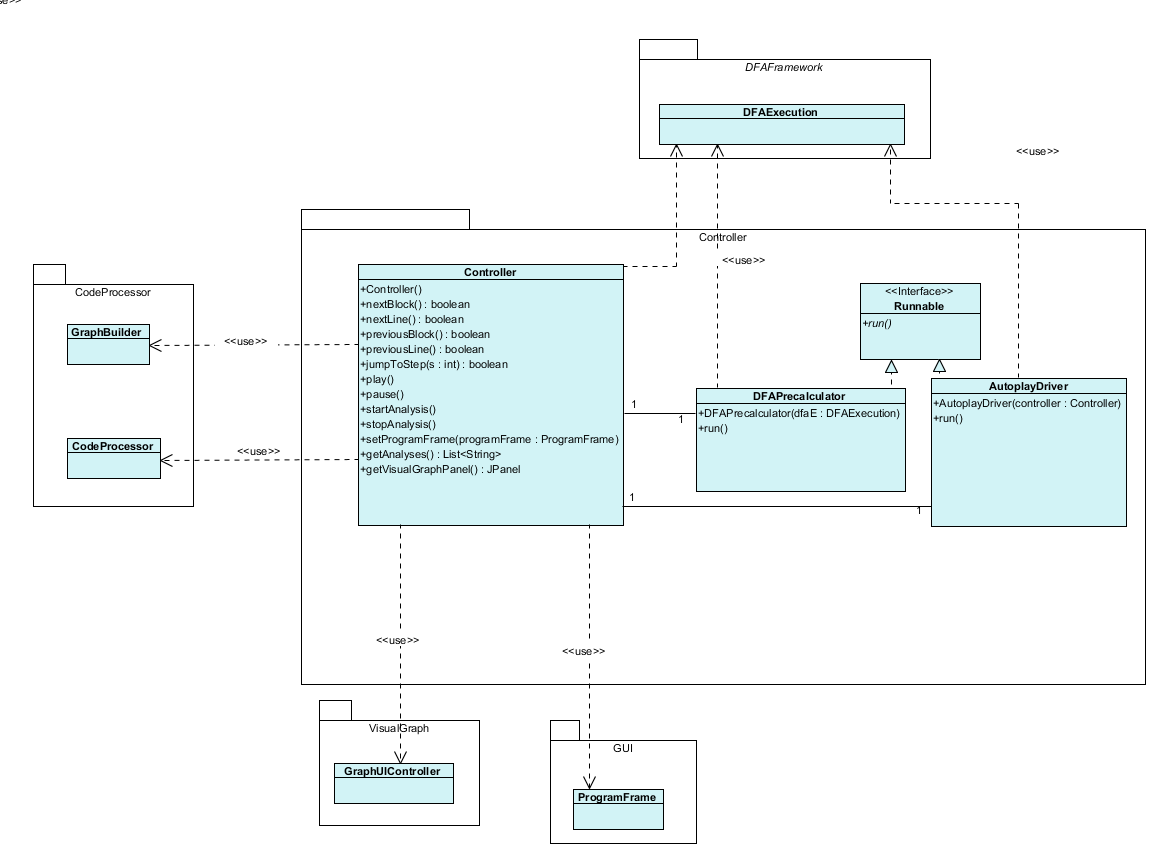 se>>
DFAFramework
DFAExecution
<<use>>
Controller
<<use>>
CodeProcessor
GraphBuilder
<<use>>
CodeProcessor
<<use>>
Controller
+Controller()
+nextBlock() : boolean
+nextLine() : boolean
+previousBlock() : boolean
+previousLine() : boolean
+jumpToStep(s : int) : boolean
+play()
+pause()
+startAnalysis()
+stopAnalysis()
+setProgramFrame(programFrame : ProgramFrame)
+getAnalyses() : List<String>
+getVisualGraphPanel() : JPanel
<<Interface>>
Runnable
+run()
1
1
DFAPrecalculator
+DFAPrecalculator(dfaE : DFAExecution)
+run()
AutoplayDriver
+AutoplayDriver(controller : Controller)
+run()
1
1
<<use>>
<<use>>
VisualGraph
GraphUIController
GUI
ProgramFrame